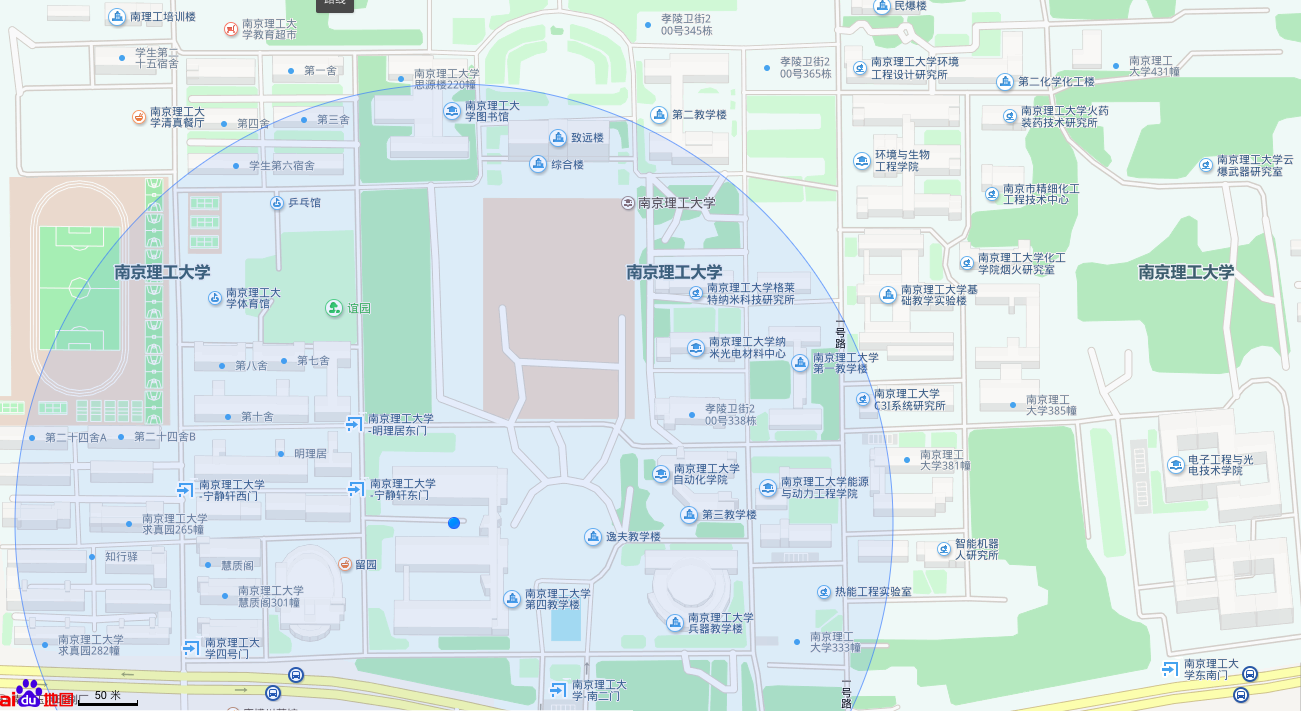 路线
民爆楼
南理工培训楼
孝陵卫街2
00号345栋
南京理工大
学教育超市
学生第二
十五宿舍
第一舍
南京理工大学
思源楼220幢
孝陵卫街2
00号365栋
南京理工大学环境
工程设计研究所
南京理工
大学431幢
第二化学化工楼
南京理工大
学清真餐厅
第四舍
第三舍
南京理工大
学图书馆
第二教学楼
南京理工大学火药
装药技术研究所
致远楼
综合楼
学生第六宿舍
环境与生物
工程学院
南京理工大学云
爆武器研究室
南京市精细化工
工程技术中心
乒乓馆
南京理工大学
南京理工大学
南京理工大学
南京理工大学
南京理工大学化工
学院烟火研究室
南京理工大
学体育馆
谊园
南京理工大学格莱
特纳米科技研究所
南京理工大学基
础教学实验楼
一号路
南京理工大学纳
米光电材料中心
南京理工大学
第一教学楼
第八舍
第七舍
第十舍
南京理工大学
-明理居东门
孝陵卫街2
00号338栋
南京理工大学
C3I系统研究所
南京理工
大学385幢
第二十四舍A
第二十四舍B
明理居
南京理工
大学381幢
电子工程与光
电技术学院
南京理工大学
-宁静轩西门
南京理工大学
-宁静轩东门
南京理工大学
自动化学院
南京理工大学能源
与动力工程学院
南京理工大学
求真园265幢
第三教学楼
逸夫教学楼
智能机器
人研究所
知行驿
慧质阁
留园
南京理工大学
慧质阁301幢
南京理工大学
第四教学楼
热能工程实验室
南京理工大学
兵器教学楼
南京理工大学
求真园282幢
南京理工大
学四号门
南京理工
大学333幢
南京理工大
学-南二门
南京理工大
学东南门
一号路
Baidu地图
50 米